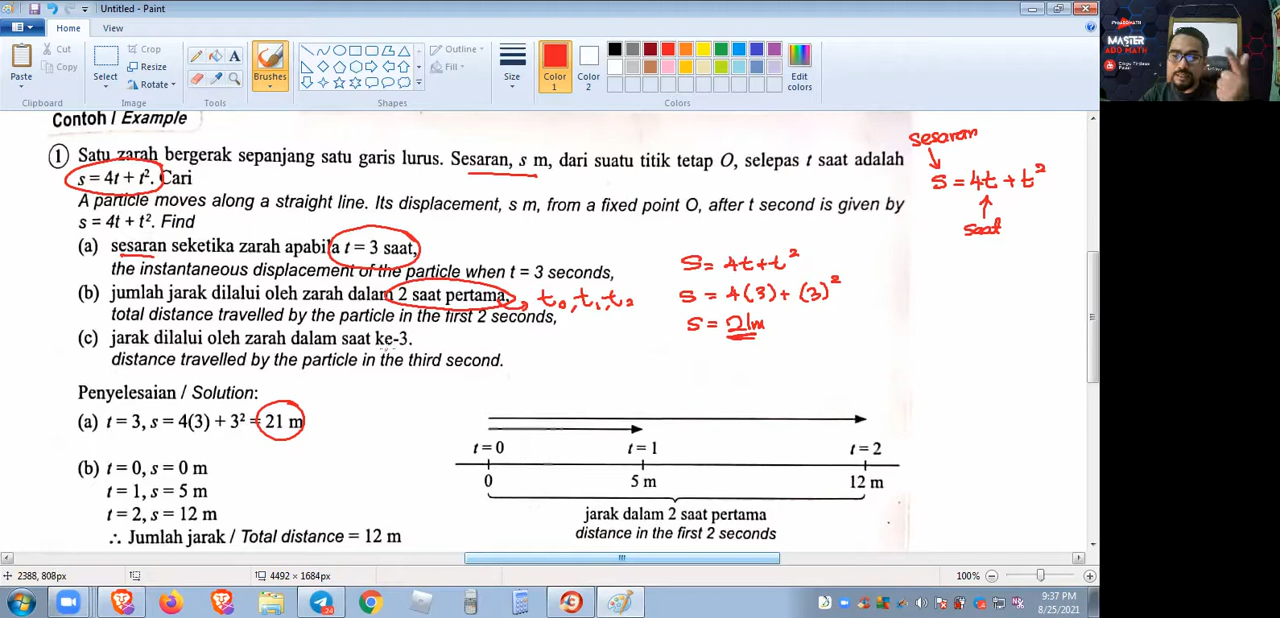 Untitled - Paint
Home
View
Paste
Cut
Copy
Clipboard
Select
Crop
Resize
Rotate
Image
Tools
Brushes
Shapes
Outline
Fill
Size
Color
1
Color
2
Edit
colors
Colors
MASTER
ADD MATH
Contoh / Example
1 Satu zarah bergerak sepanjang satu garis lurus. Sesaran, s m, dari suatu titik tetap O, selepas t saat adalah
s = 4t + t². Cari
A particle moves along a straight line. Its displacement, s m, from a fixed point O, after t second is given by
s = 4t + t². Find
(a) sesaran seketika zarah apabila t = 3 saat,
the instantaneous displacement of the particle when t = 3 seconds,
(b) jumlah jarak dilalui oleh zarah dalam 2 saat pertama,
t₀, t₁, t₂
total distance travelled by the particle in the first 2 seconds,
(c) jarak dilalui oleh zarah dalam saat ke-3.
distance travelled by the particle in the third second.
sesaran
s = 4t + t²
saat
s = 4t + t²
s = 4(3) + (3)²
s = 21m
Penyelesaian / Solution:
(a) t = 3, s = 4(3) + 3² = 21 m
(b) t = 0, s = 0 m
t = 1, s = 5 m
t = 2, s = 12 m
∴ Jumlah jarak / Total distance = 12 m
t = 0 t = 1 t = 2
0 5 m 12 m
jarak dalam 2 saat pertama
distance in the first 2 seconds
2388, 808px
4492 × 1684px
100%
9:37 PM
8/25/2021